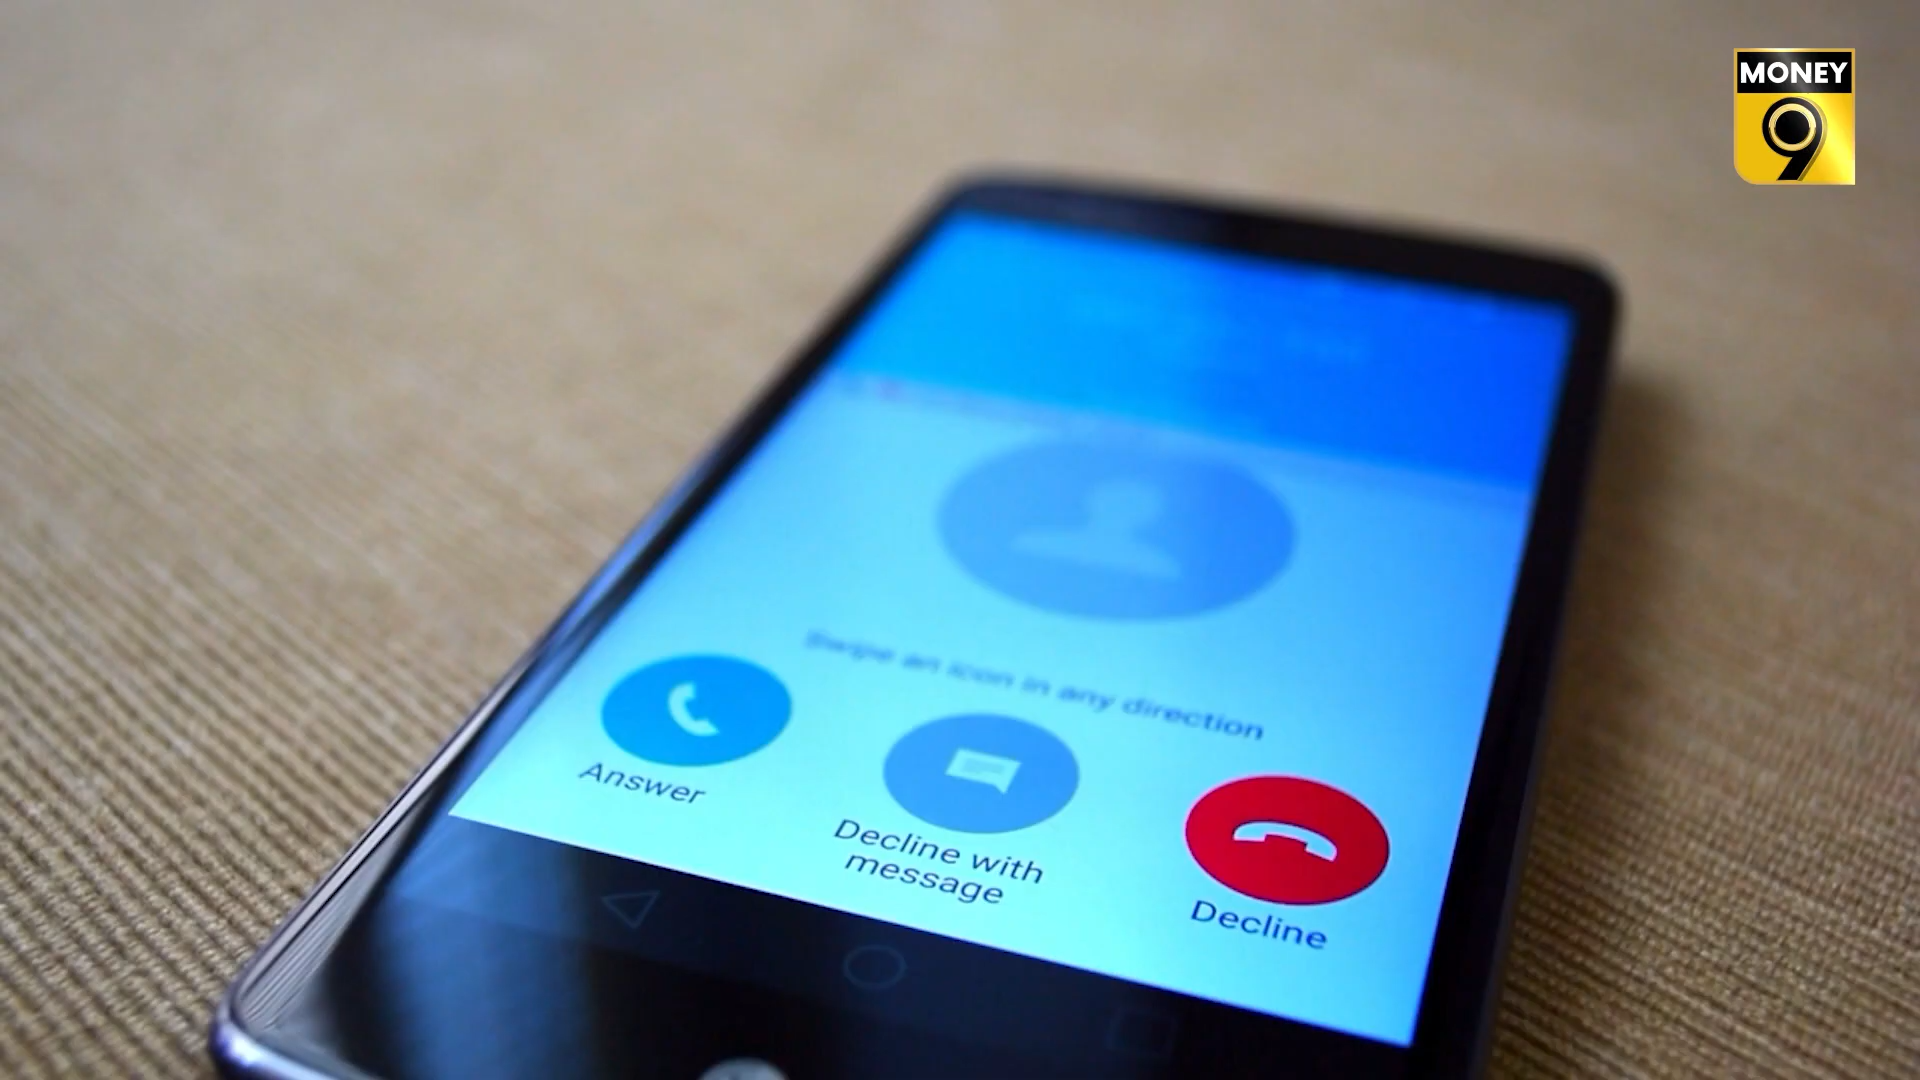 MONEY
9
Swipe an icon in any direction
Answer
Decline with
message
Decline